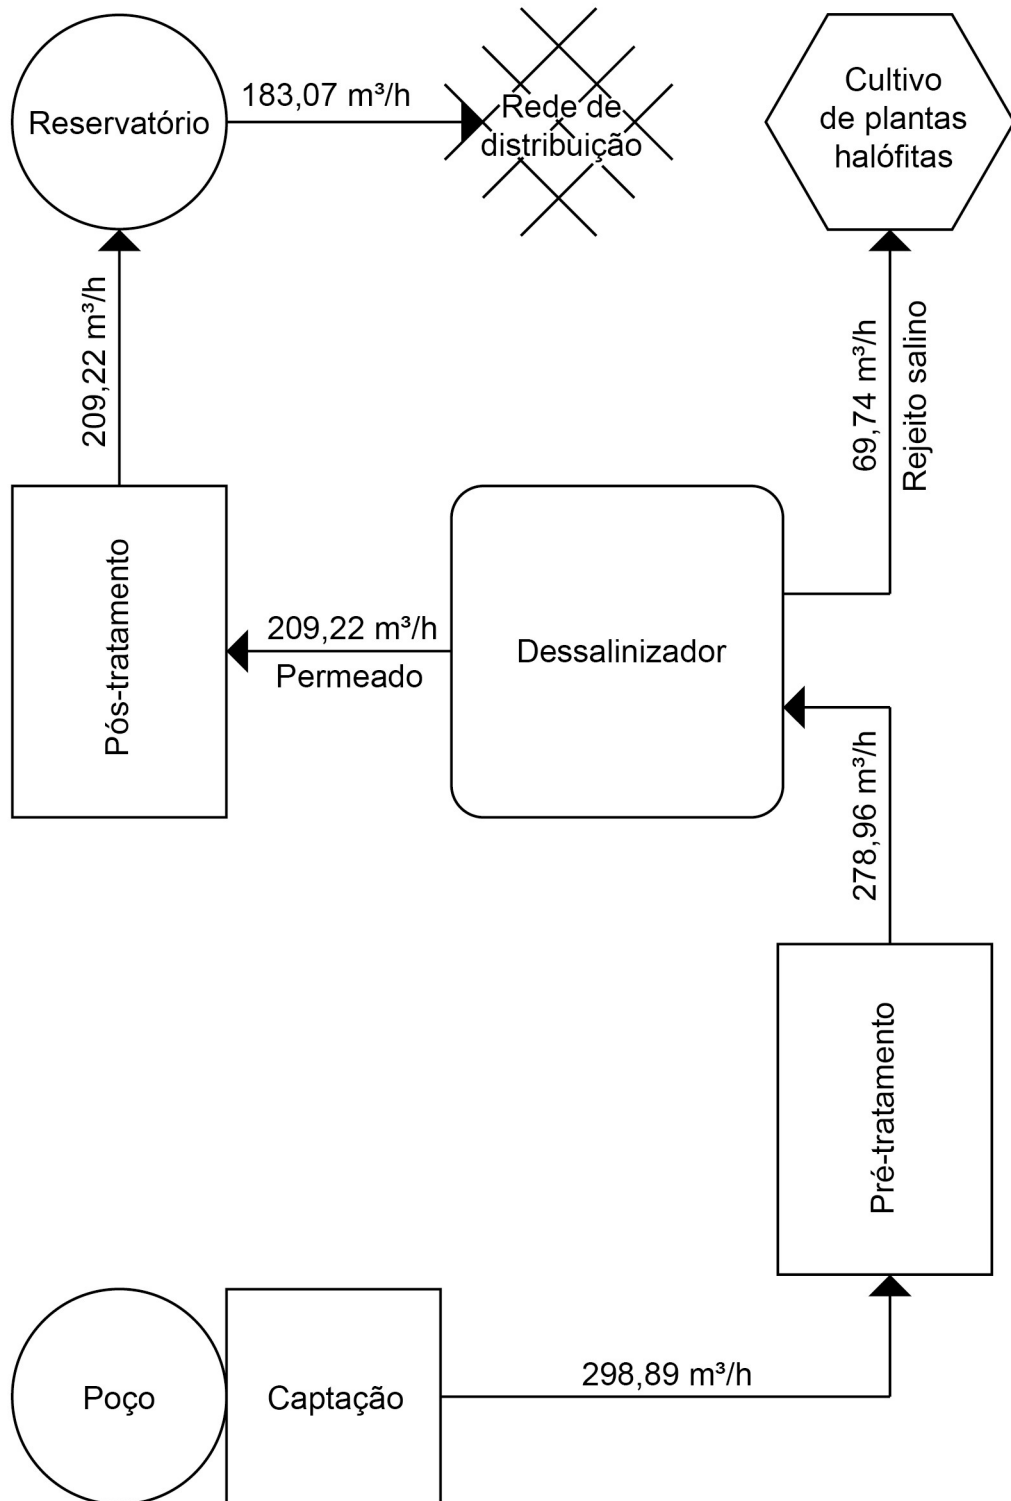 Reservatório
183,07 m³/h
Rede de
distribuição
Cultivo
de plantas
halófitas
209,22 m³/h
69,74 m³/h
Rejeito salino
Pós-tratamento
209,22 m³/h
Permeado
Dessalinizador
278,96 m³/h
Pré-tratamento
Poço
Captação
298,89 m³/h